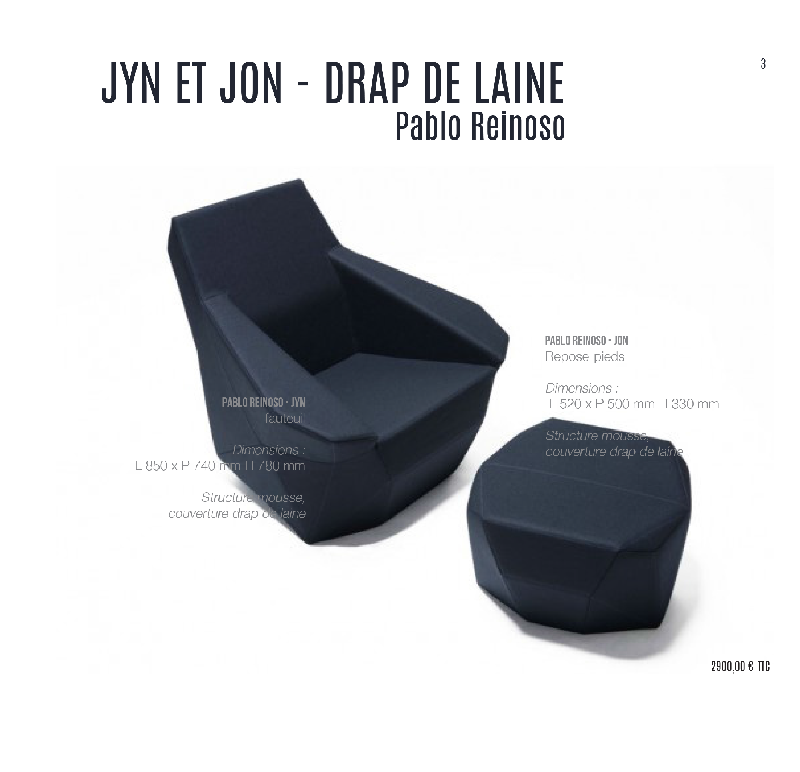 3
JYN ET JON - DRAP DE LAINE
Pablo Reinoso
PABLO REINOSO - JYN
fauteuil
Dimensions :
L 850 x P 740 mm H 780 mm
Structure mousse,
couverture drap de laine
PABLO REINOSO - JON
Repose pieds
Dimensions :
L 520 x P 500 mm H 330 mm
Structure mousse,
couverture drap de laine
2900,00 € TTC